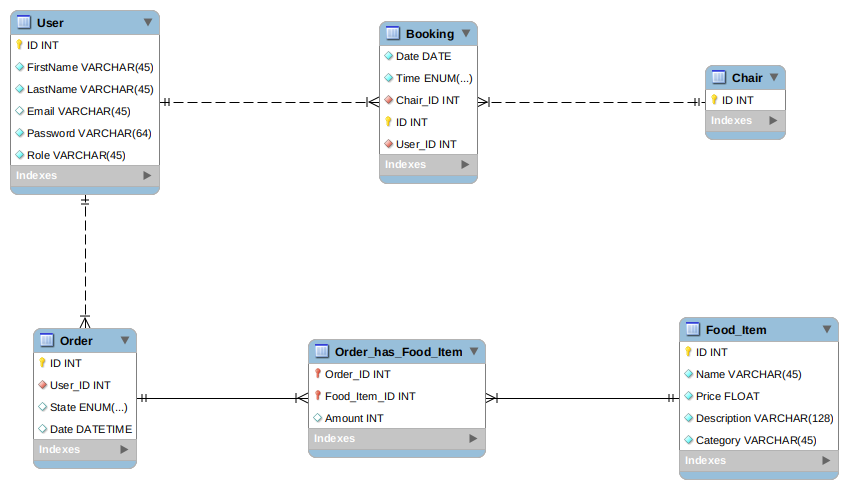 User
ID INT
FirstName VARCHAR(45)
LastName VARCHAR(45)
Email VARCHAR(45)
Password VARCHAR(64)
Role VARCHAR(45)
Indexes
Booking
Date DATE
Time ENUM(...)
Chair_ID INT
ID INT
User_ID INT
Indexes
Chair
ID INT
Indexes
Order
ID INT
User_ID INT
State ENUM(...)
Date DATETIME
Indexes
Order_has_Food_Item
Order_ID INT
Food_Item_ID INT
Amount INT
Indexes
Food_Item
ID INT
Name VARCHAR(45)
Price FLOAT
Description VARCHAR(128)
Category VARCHAR(45)
Indexes